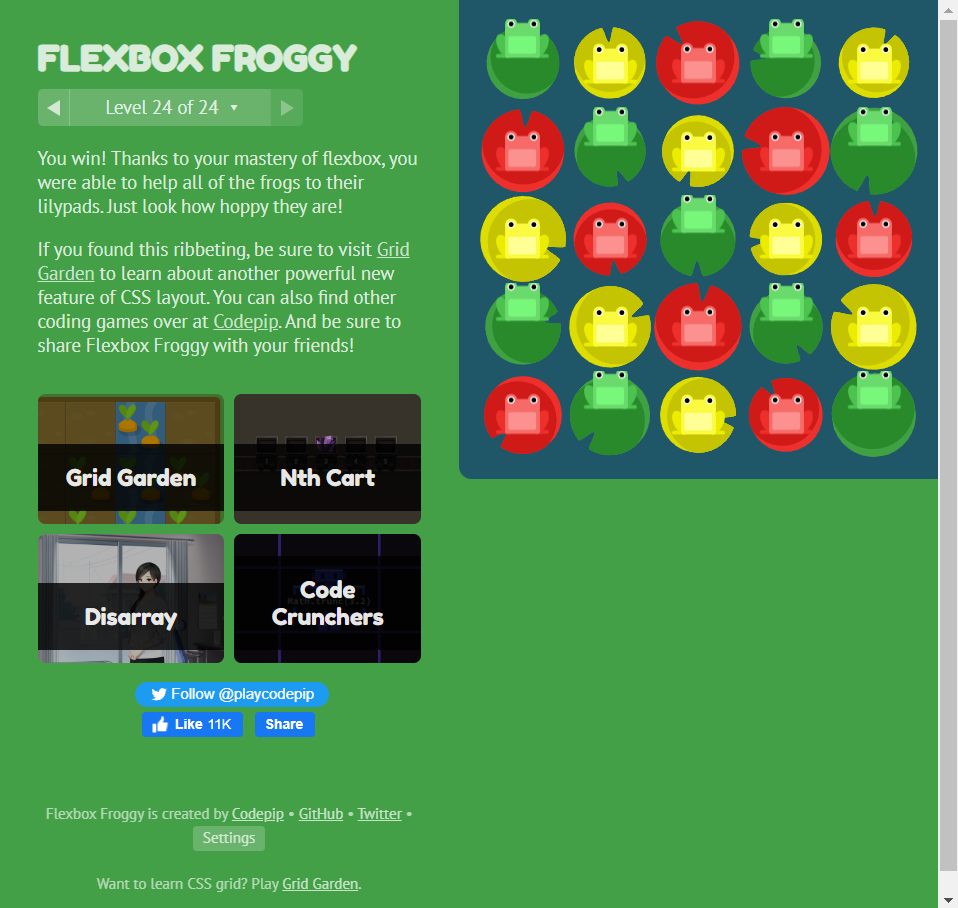 FLEXBOX FROGGY
Level 24 of 24
You win! Thanks to your mastery of flexbox, you
were able to help all of the frogs to their
lilypads. Just look how hoppy they are!
If you found this ribbeting, be sure to visit Grid
Garden to learn about another powerful new
feature of CSS layout. You can also find other
coding games over at Codepip. And be sure to
share Flexbox Froggy with your friends!
Grid Garden
Nth Cart
Disarray
Code
Crunchers
Follow @playcodepip
Like 11K
Share
Flexbox Froggy is created by Codepip • GitHub • Twitter •
Settings
Want to learn CSS grid? Play Grid Garden.